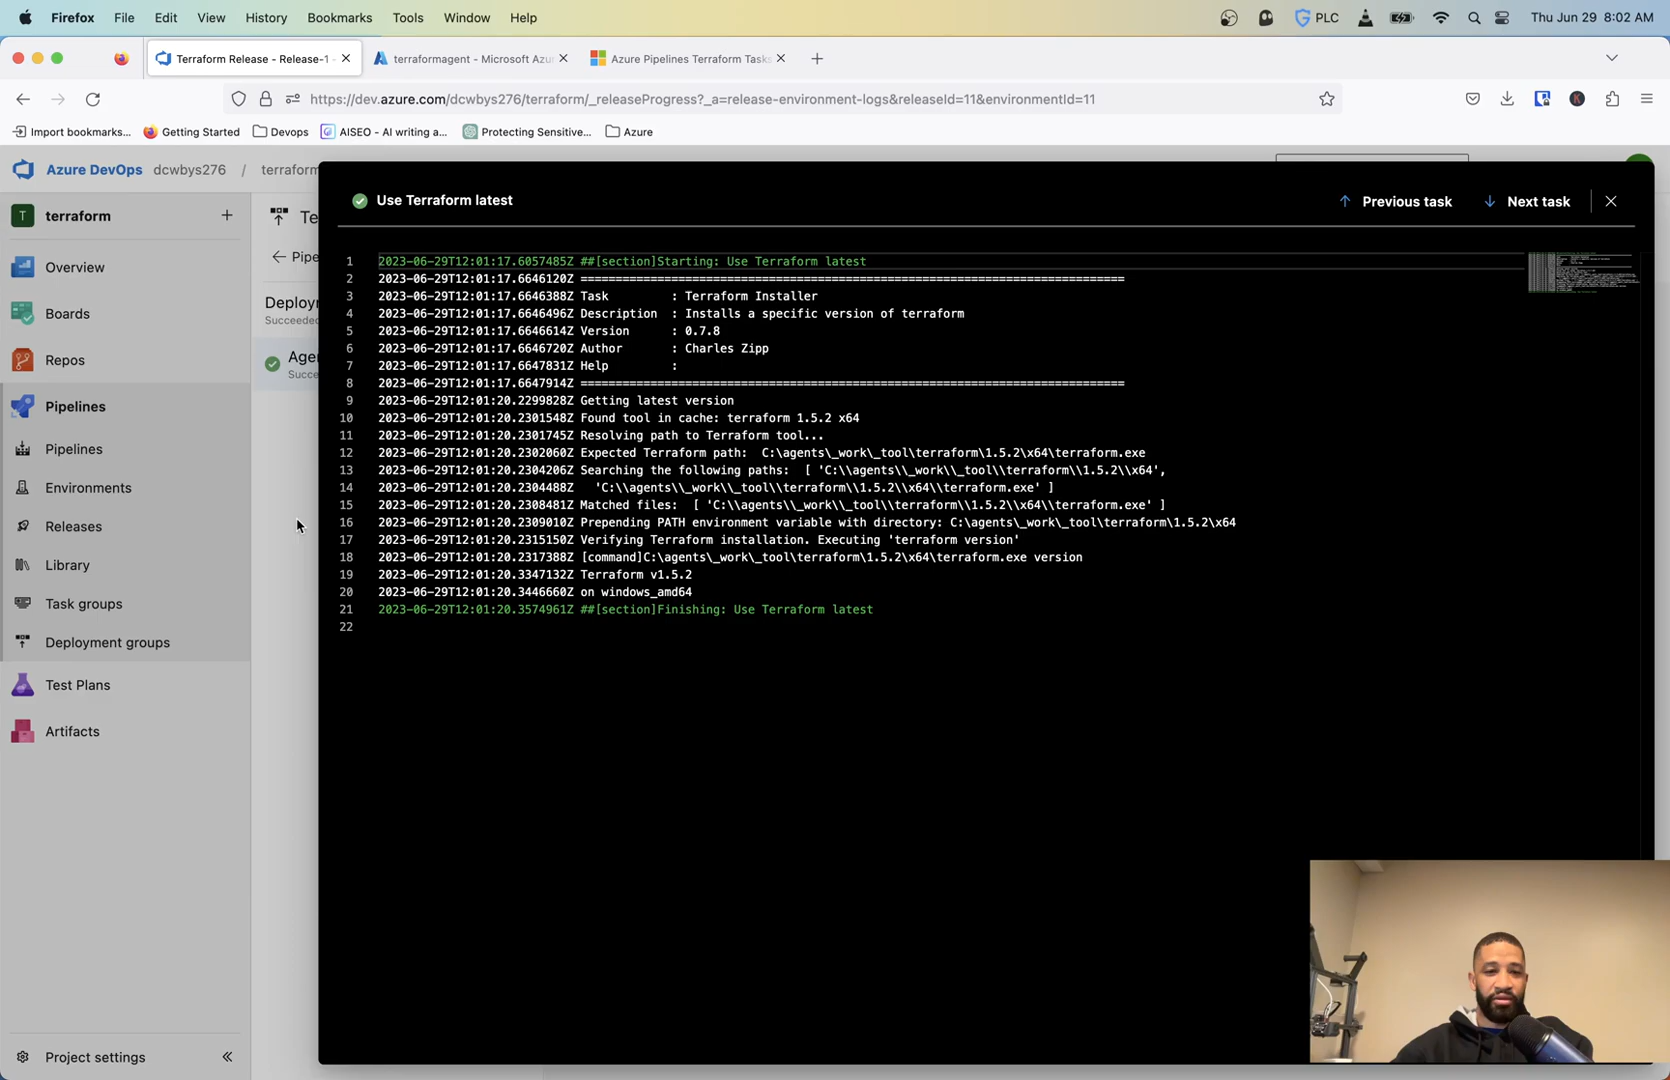 Firefox File Edit View History Bookmarks Tools Window Help PLC Thu Jun 29 8:02 AM
Terraform Release - Release-1 - terraformagent - Microsoft Azur Azure Pipelines Terraform Tasks
https://dev.azure.com/dcwbys276/terraform/_releaseProgress?_a=release-environment-logs&releaseId=11&environmentId=11
Import bookmarks... Getting Started Devops AISEO - AI writing a... Protecting Sensitive... Azure
Azure DevOps dcwbys276 / terraform
T terraform +
Overview
Boards
Repos
Pipelines
Pipelines
Environments
Releases
Library
Task groups
Deployment groups
Test Plans
Artifacts
Project settings «
Te
← Pipe
Deploym
Succeeded
Agen
Succe
Use Terraform latest Previous task Next task
1 2023-06-29T12:01:17.6057485Z ##[section]Starting: Use Terraform latest
2 2023-06-29T12:01:17.6646120Z ==============================================================================
3 2023-06-29T12:01:17.6646388Z Task : Terraform Installer
4 2023-06-29T12:01:17.6646496Z Description : Installs a specific version of terraform
5 2023-06-29T12:01:17.6646614Z Version : 0.7.8
6 2023-06-29T12:01:17.6646720Z Author : Charles Zipp
7 2023-06-29T12:01:17.6647831Z Help :
8 2023-06-29T12:01:17.6647914Z ==============================================================================
9 2023-06-29T12:01:20.2299828Z Getting latest version
10 2023-06-29T12:01:20.2301548Z Found tool in cache: terraform 1.5.2 x64
11 2023-06-29T12:01:20.2301745Z Resolving path to Terraform tool...
12 2023-06-29T12:01:20.2302060Z Expected Terraform path: C:\agents\_work\_tool\terraform\1.5.2\x64\terraform.exe
13 2023-06-29T12:01:20.2304206Z Searching the following paths: [ 'C:\\agents\\_work\\_tool\\terraform\\1.5.2\\x64',
14 2023-06-29T12:01:20.2304488Z 'C:\\agents\\_work\\_tool\\terraform\\1.5.2\\x64\\terraform.exe' ]
15 2023-06-29T12:01:20.2308481Z Matched files: [ 'C:\\agents\\_work\\_tool\\terraform\\1.5.2\\x64\\terraform.exe' ]
16 2023-06-29T12:01:20.2309010Z Prepending PATH environment variable with directory: C:\agents\_work\_tool\terraform\1.5.2\x64
17 2023-06-29T12:01:20.2315150Z Verifying Terraform installation. Executing 'terraform version'
18 2023-06-29T12:01:20.2317388Z [command]C:\agents\_work\_tool\terraform\1.5.2\x64\terraform.exe version
19 2023-06-29T12:01:20.3347132Z Terraform v1.5.2
20 2023-06-29T12:01:20.3446660Z on windows_amd64
21 2023-06-29T12:01:20.3574961Z ##[section]Finishing: Use Terraform latest
22